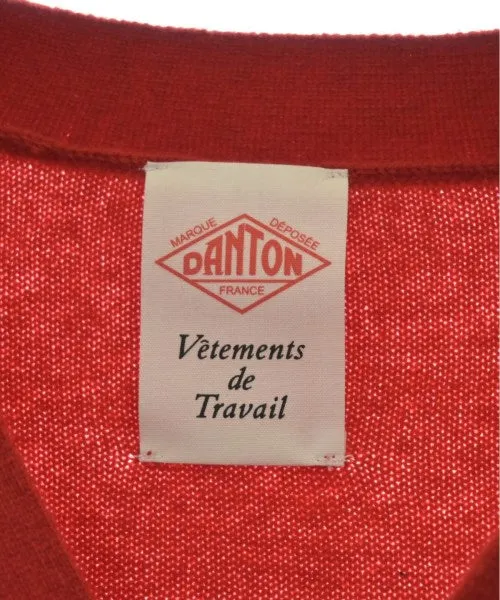 MARQUE DÉPOSÉE
DANTON
FRANCE
Vêtements
de
Travail